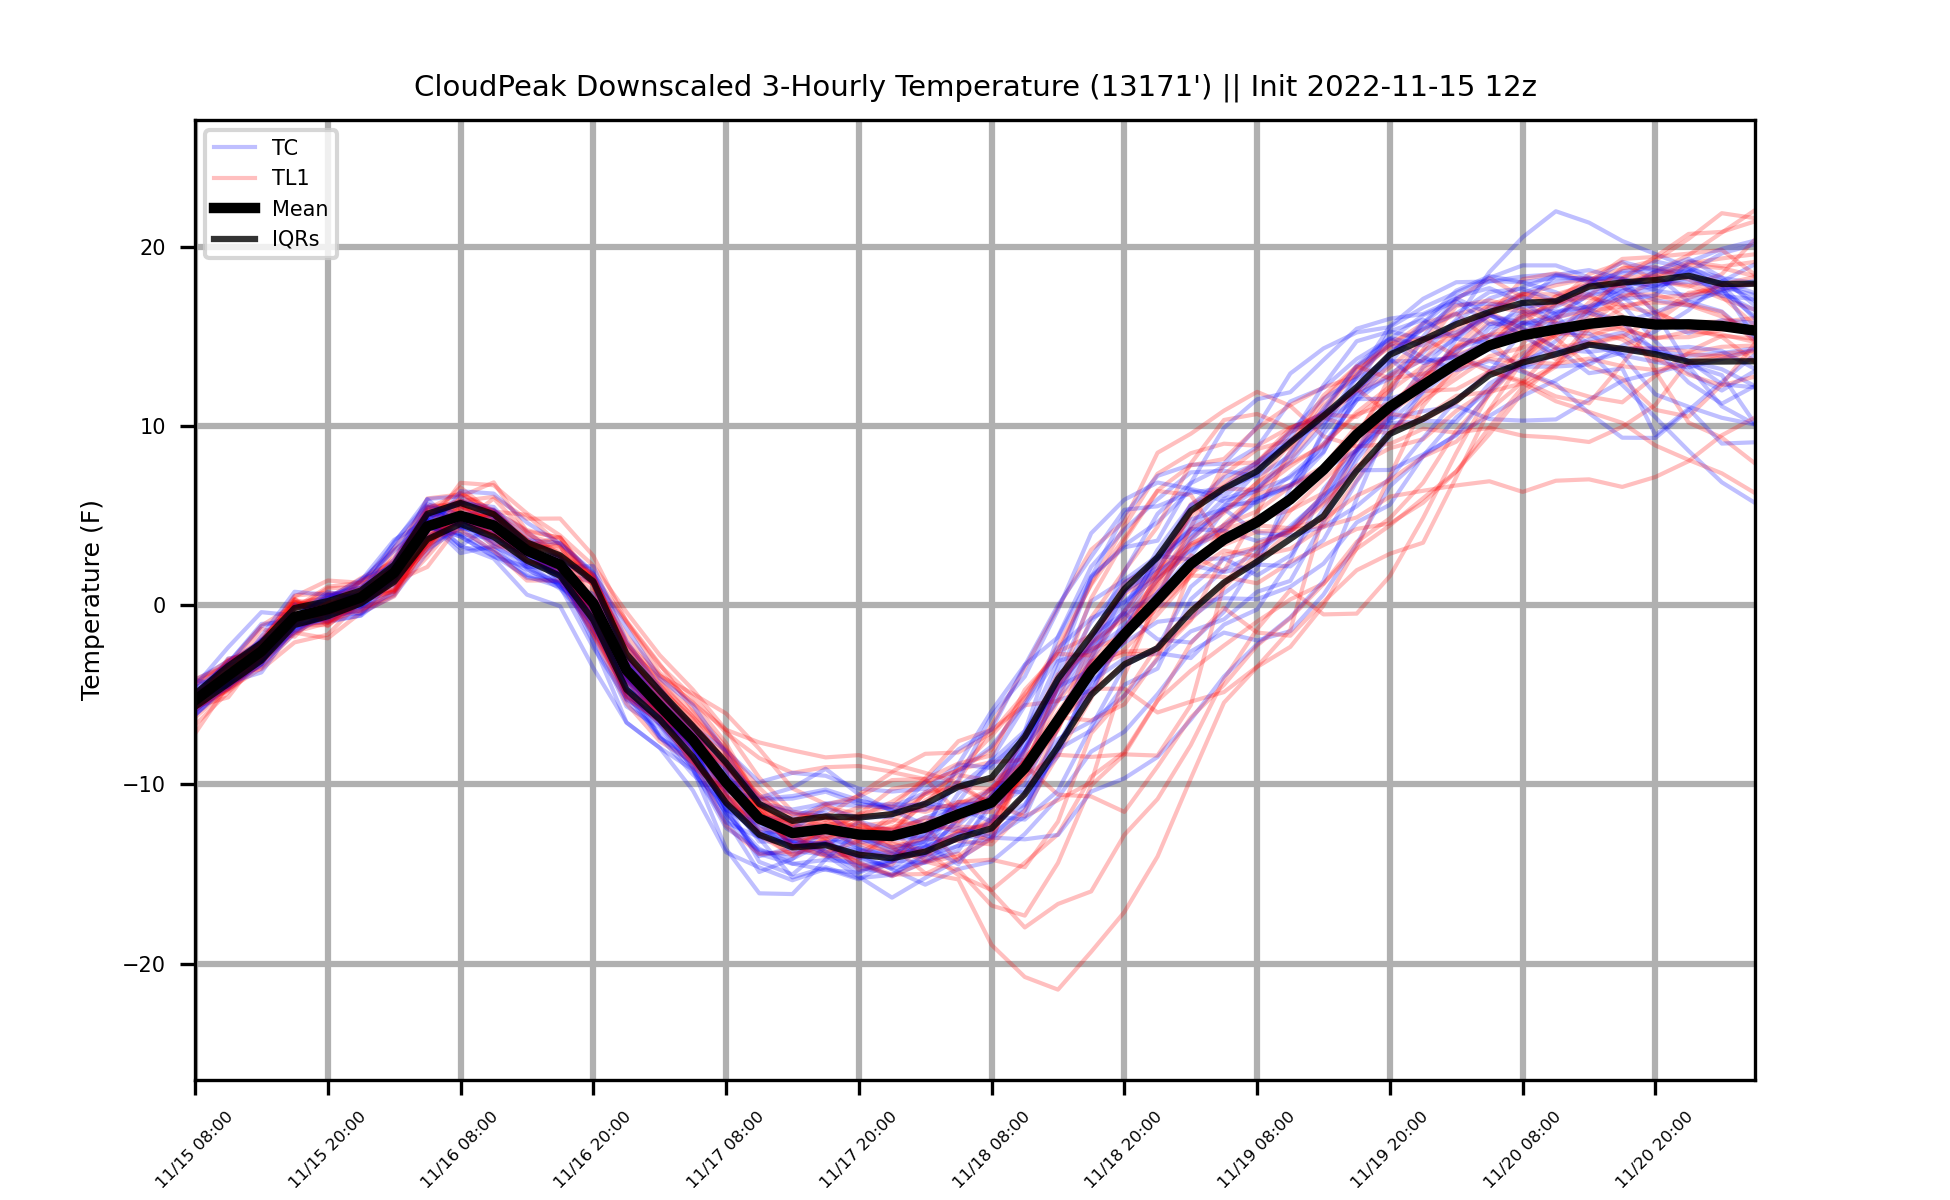 CloudPeak Downscaled 3-Hourly Temperature (13171') || Init 2022-11-15 12z
TC
TL1
Mean
IQRs
Temperature (F)
20
10
0
−10
−20
11/15 08:00
11/15 20:00
11/16 08:00
11/16 20:00
11/17 08:00
11/17 20:00
11/18 08:00
11/18 20:00
11/19 08:00
11/19 20:00
11/20 08:00
11/20 20:00